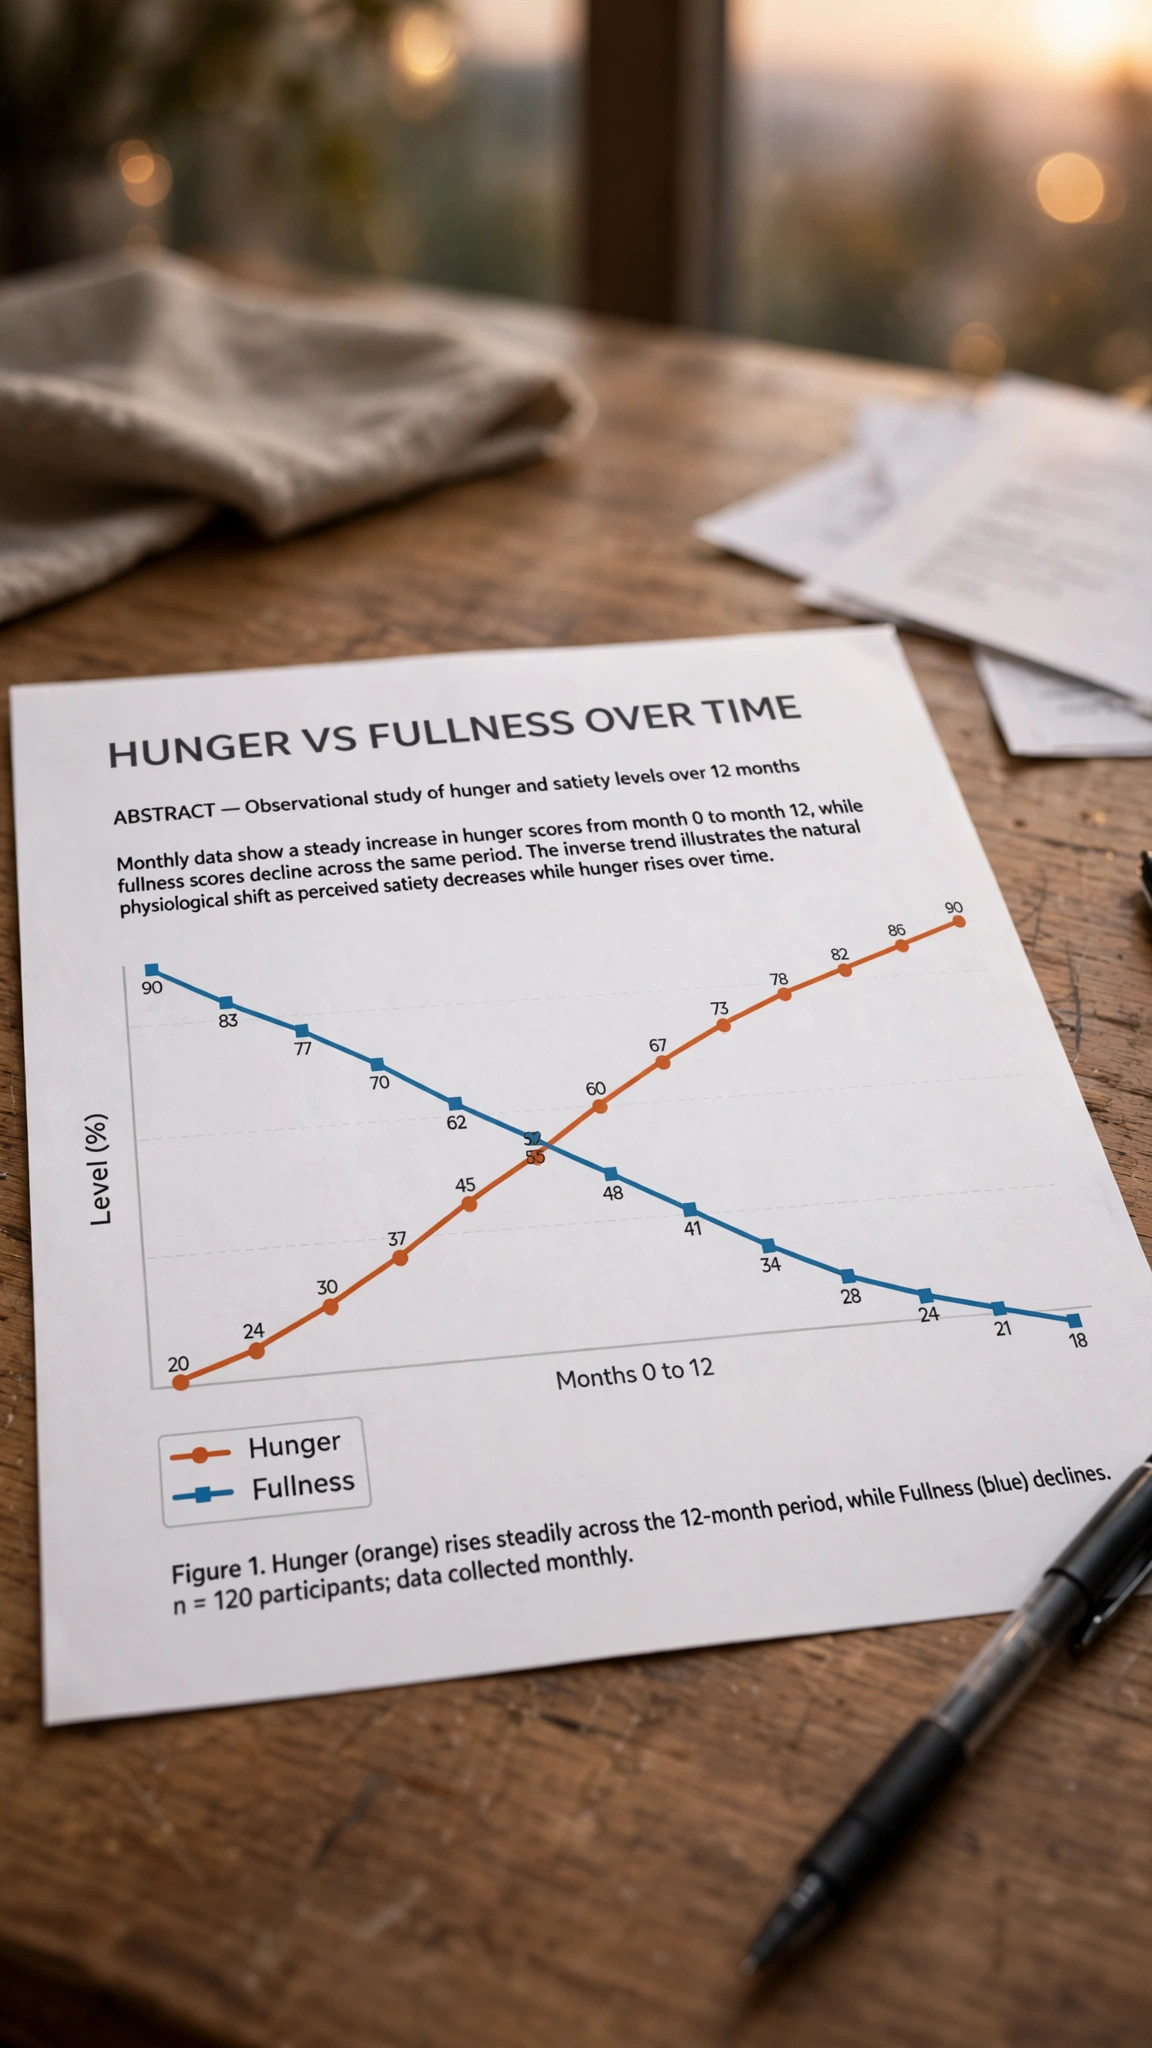 HUNGER VS FULLNESS OVER TIME
ABSTRACT — Observational study of hunger and satiety levels over 12 months
Monthly data show a steady increase in hunger scores from month 0 to month 12, while
fullness scores decline across the same period. The inverse trend illustrates the natural
physiological shift as perceived satiety decreases while hunger rises over time.
Level (%)
90
83
77
70
62
55
48
41
34
28
24
21
18
20
24
30
37
45
52
60
67
73
78
82
86
90
Months 0 to 12
Hunger
Fullness
Figure 1. Hunger (orange) rises steadily across the 12-month period, while Fullness (blue) declines.
n = 120 participants; data collected monthly.